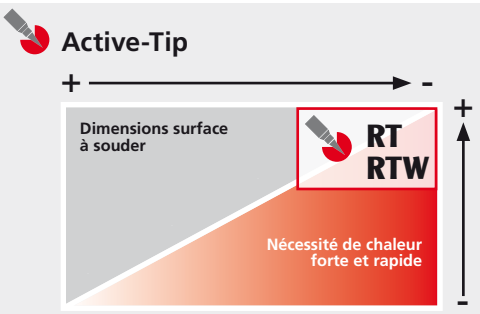 Active-Tip
+ -
+
Dimensions surface
à souder
RT
RTW
Nécessité de chaleur
forte et rapide
-